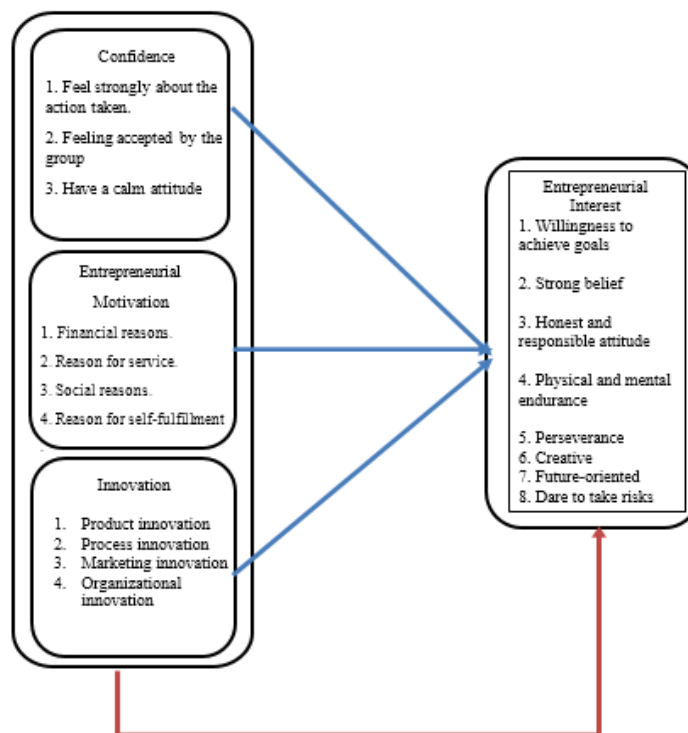 Confidence
1. Feel strongly about the
action taken.
2. Feeling accepted by the
group
3. Have a calm attitude
Entrepreneurial
Motivation
1. Financial reasons.
2. Reason for service.
3. Social reasons.
4. Reason for self-fulfillment
.
Innovation
1. Product innovation
2. Process innovation
3. Marketing innovation
4. Organizational
innovation
Entrepreneurial
Interest
1. Willingness to
achieve goals
2. Strong belief
3. Honest and
responsible attitude
4. Physical and mental
endurance
5. Perseverance
6. Creative
7. Future-oriented
8. Dare to take risks